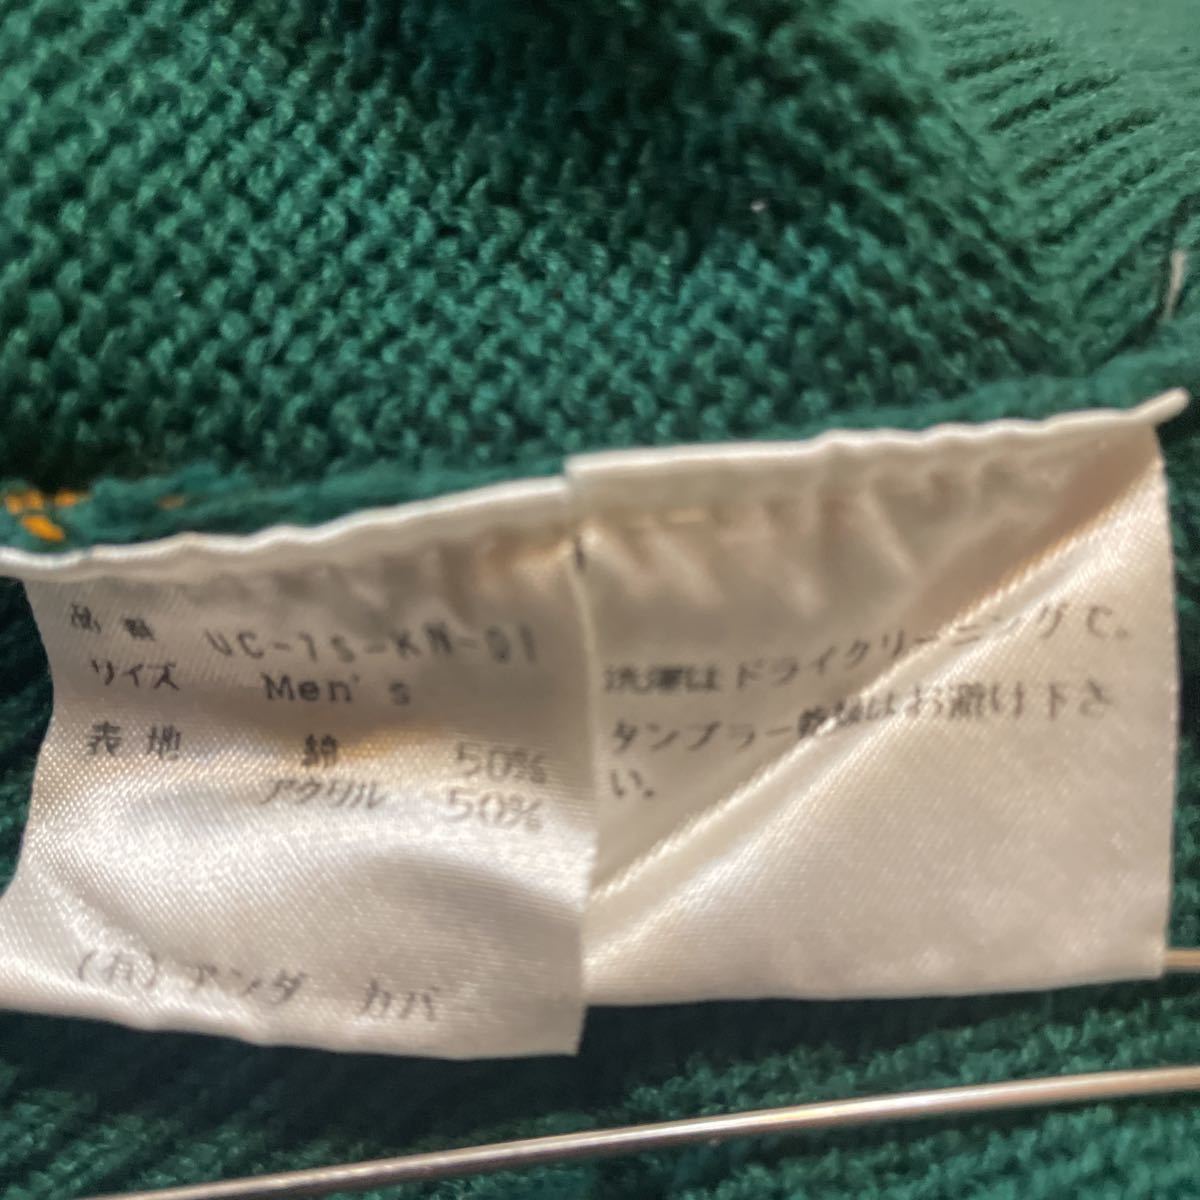 品番 UC-1S-KN-01
サイズ Men's
表地 綿 50%
アクリル 50%
(有)アンダ カバ
洗濯はドライクリーニングで。
タンブラー乾燥はお避け下さ
い。